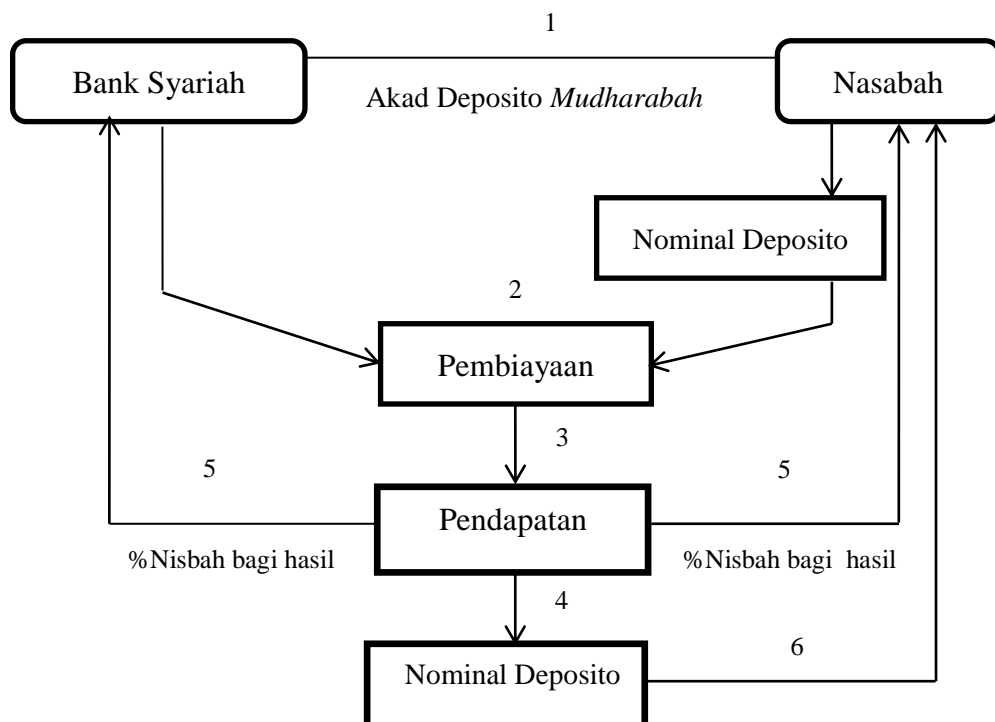 1
Bank Syariah
Nasabah
Akad Deposito Mudharabah
Nominal Deposito
2
Pembiayaan
3
5
5
Pendapatan
%Nisbah bagi hasil
%Nisbah bagi hasil
4
6
Nominal Deposito